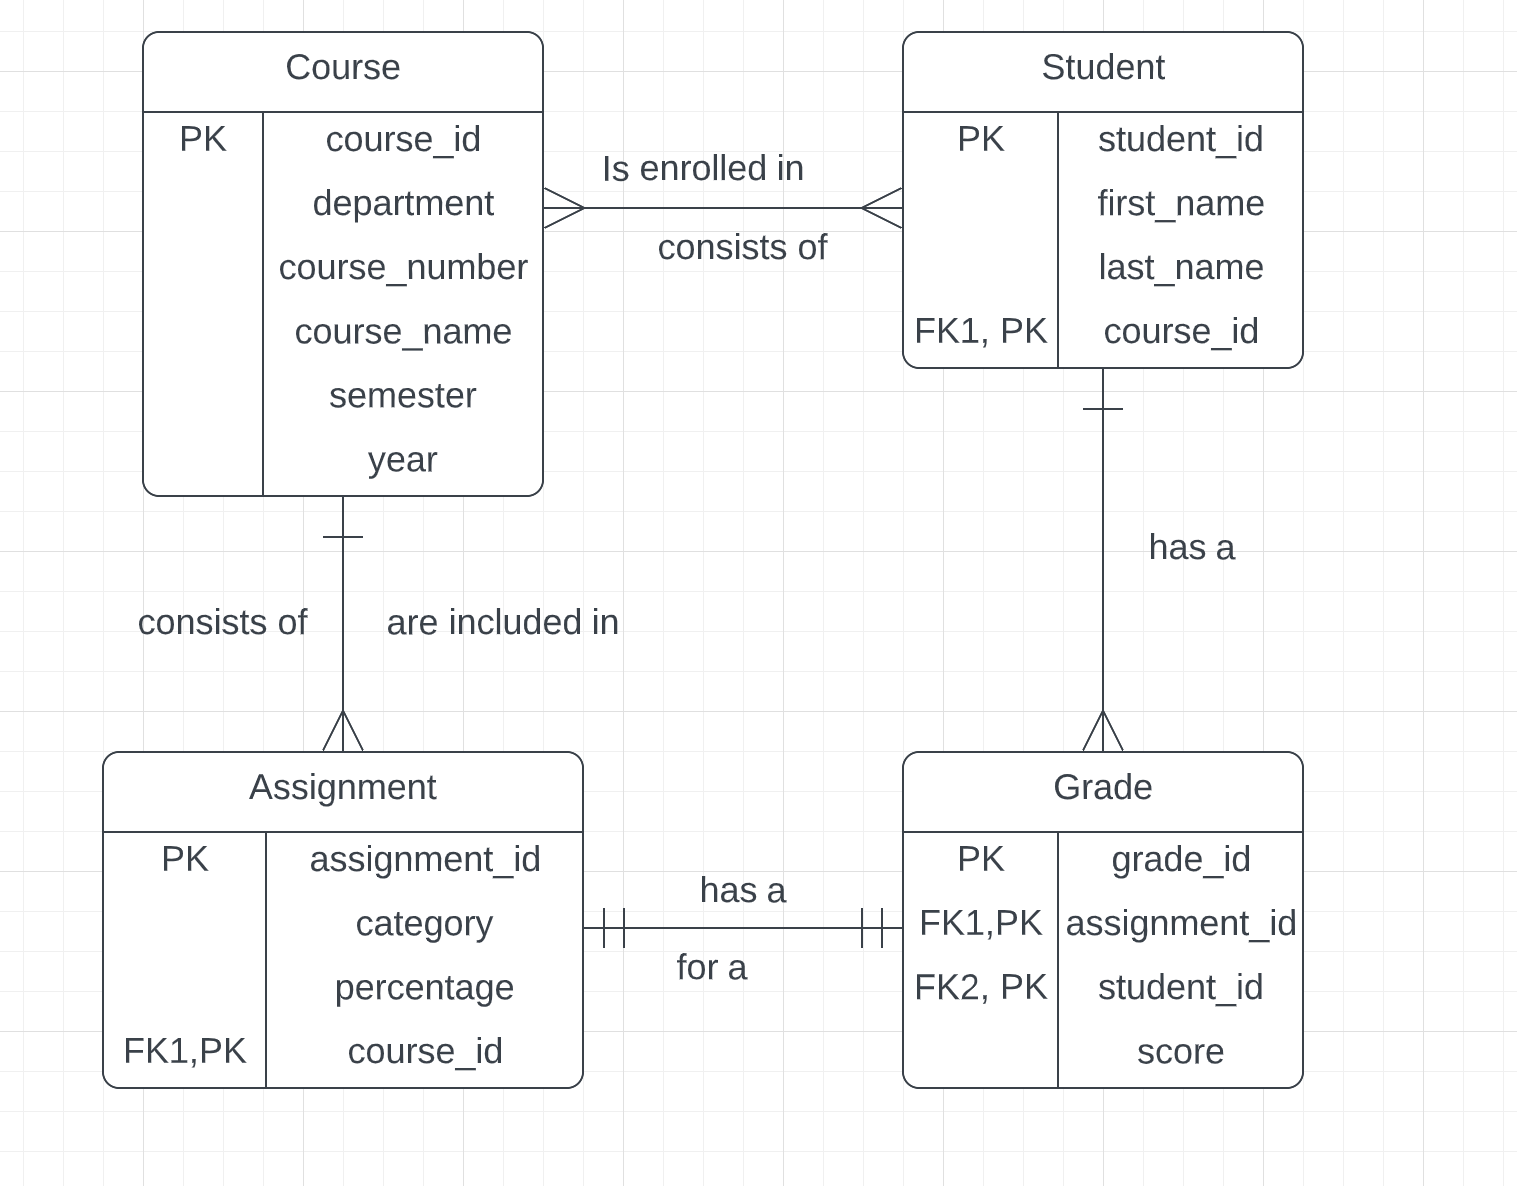 Course
PK course_id
department
course_number
course_name
semester
year
Is enrolled in
consists of
Student
PK student_id
first_name
last_name
FK1, PK course_id
consists of
are included in
has a
Assignment
PK assignment_id
category
percentage
FK1,PK course_id
has a
for a
Grade
PK grade_id
FK1,PK assignment_id
FK2, PK student_id
score